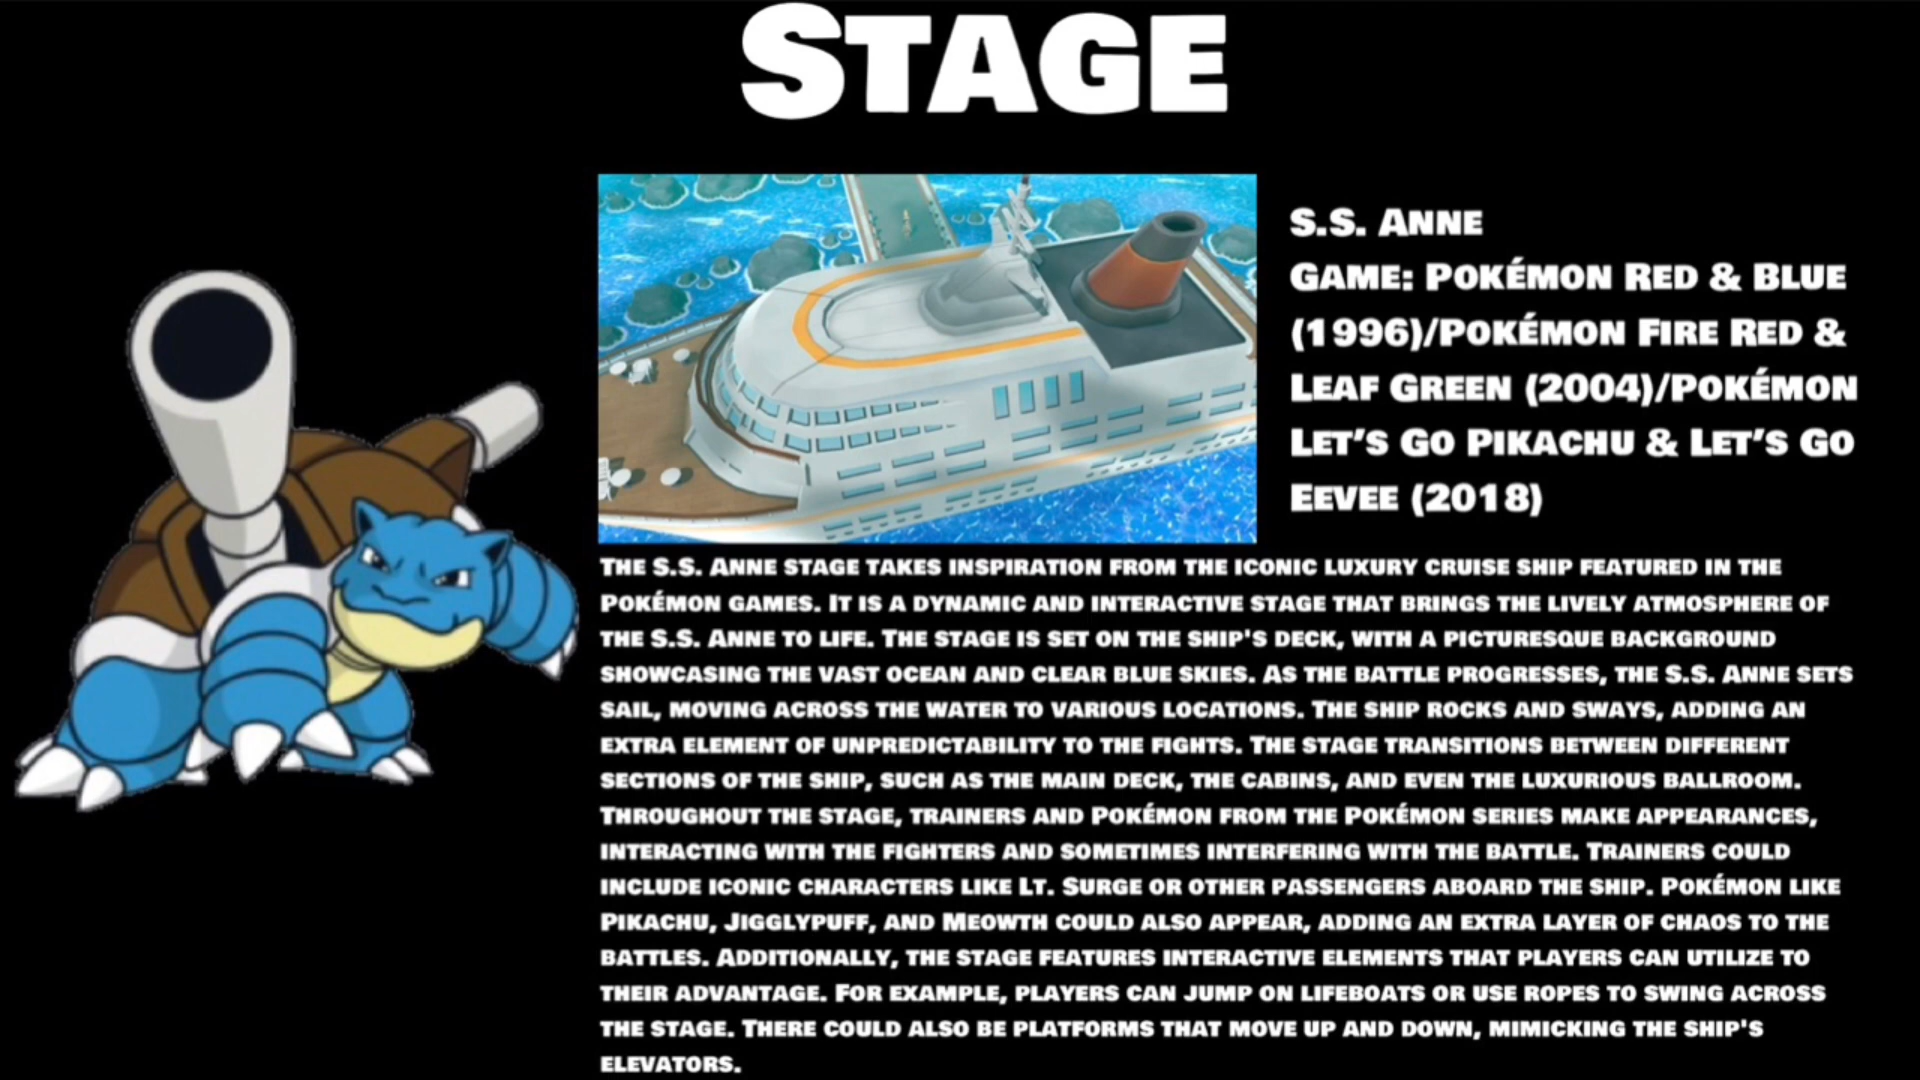 STAGE
S.S. ANNE
GAME: POKÉMON RED & BLUE
(1996)/POKÉMON FIRE RED &
LEAF GREEN (2004)/POKÉMON
LET'S GO PIKACHU & LET'S GO
EEVEE (2018)
THE S.S. ANNE STAGE TAKES INSPIRATION FROM THE ICONIC LUXURY CRUISE SHIP FEATURED IN THE
POKÉMON GAMES. IT IS A DYNAMIC AND INTERACTIVE STAGE THAT BRINGS THE LIVELY ATMOSPHERE OF
THE S.S. ANNE TO LIFE. THE STAGE IS SET ON THE SHIP'S DECK, WITH A PICTURESQUE BACKGROUND
SHOWCASING THE VAST OCEAN AND CLEAR BLUE SKIES. AS THE BATTLE PROGRESSES, THE S.S. ANNE SETS
SAIL, MOVING ACROSS THE WATER TO VARIOUS LOCATIONS. THE SHIP ROCKS AND SWAYS, ADDING AN
EXTRA ELEMENT OF UNPREDICTABILITY TO THE FIGHTS. THE STAGE TRANSITIONS BETWEEN DIFFERENT
SECTIONS OF THE SHIP, SUCH AS THE MAIN DECK, THE CABINS, AND EVEN THE LUXURIOUS BALLROOM.
THROUGHOUT THE STAGE, TRAINERS AND POKÉMON FROM THE POKÉMON SERIES MAKE APPEARANCES,
INTERACTING WITH THE FIGHTERS AND SOMETIMES INTERFERING WITH THE BATTLE. TRAINERS COULD
INCLUDE ICONIC CHARACTERS LIKE LT. SURGE OR OTHER PASSENGERS ABOARD THE SHIP. POKÉMON LIKE
PIKACHU, JIGGLYPUFF, AND MEOWTH COULD ALSO APPEAR, ADDING AN EXTRA LAYER OF CHAOS TO THE
BATTLES. ADDITIONALLY, THE STAGE FEATURES INTERACTIVE ELEMENTS THAT PLAYERS CAN UTILIZE TO
THEIR ADVANTAGE. FOR EXAMPLE, PLAYERS CAN JUMP ON LIFEBOATS OR USE ROPES TO SWING ACROSS
THE STAGE. THERE COULD ALSO BE PLATFORMS THAT MOVE UP AND DOWN, MIMICKING THE SHIP'S
ELEVATORS.